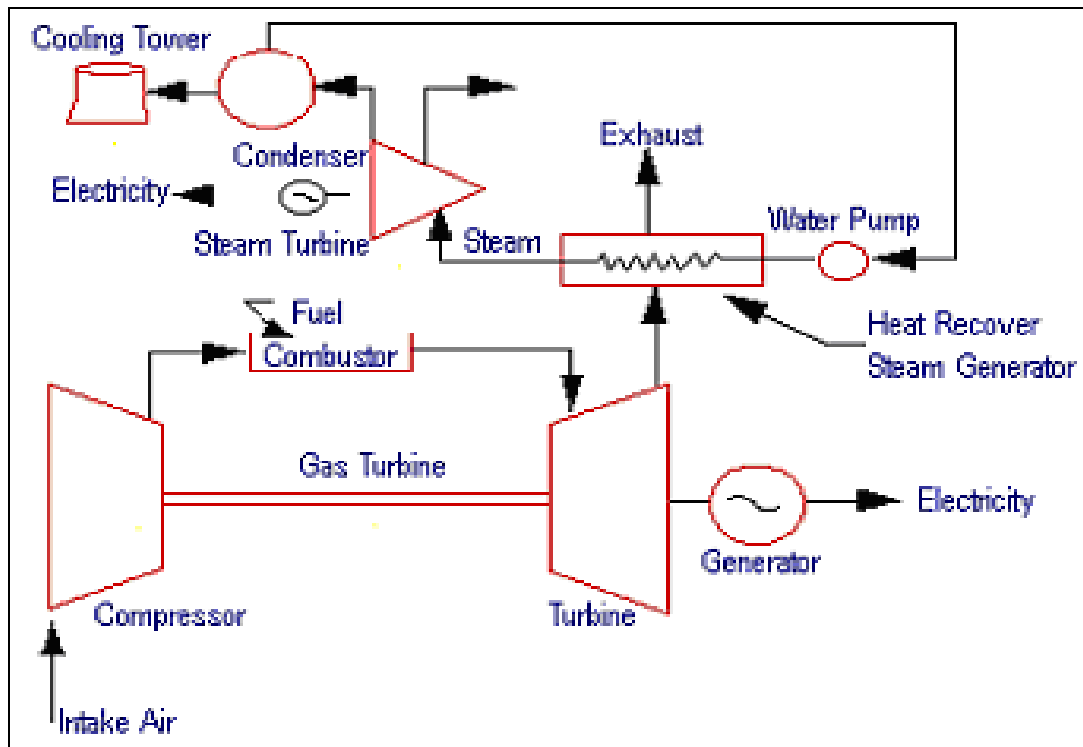 Cooling Tower
Condenser
Exhaust
Electricity
Water Pump
Steam Turbine
Steam
Fuel
Combustor
Heat Recover
Steam Generator
Gas Turbine
Electricity
Generator
Compressor
Turbine
Intake Air